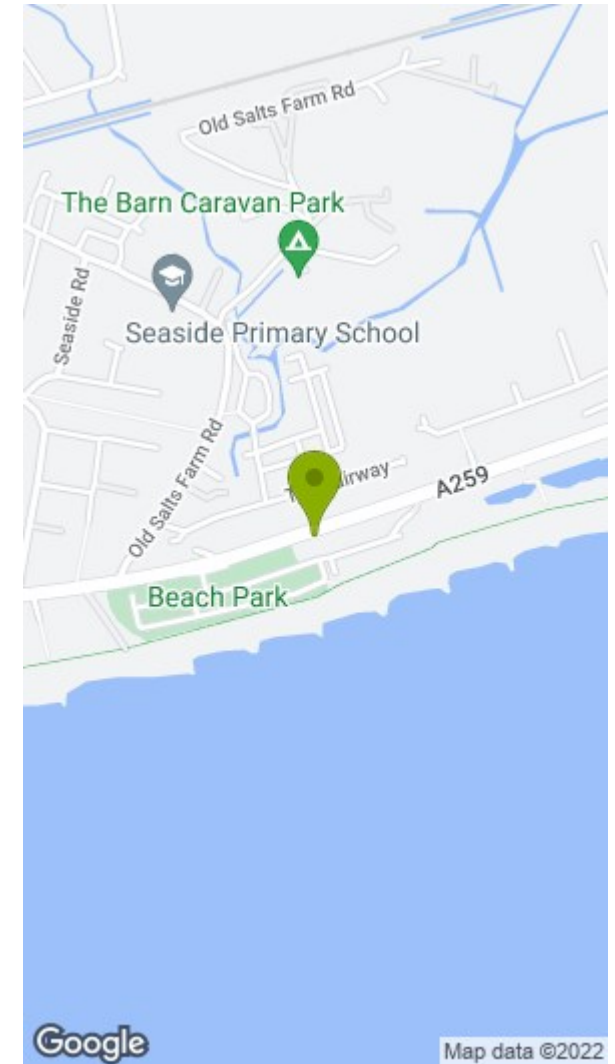 Old Salts Farm Rd
The Barn Caravan Park
Seaside Rd
Seaside Primary School
Old Salts Farm Rd
irway
A259
Beach Park
Google
Map data ©2022